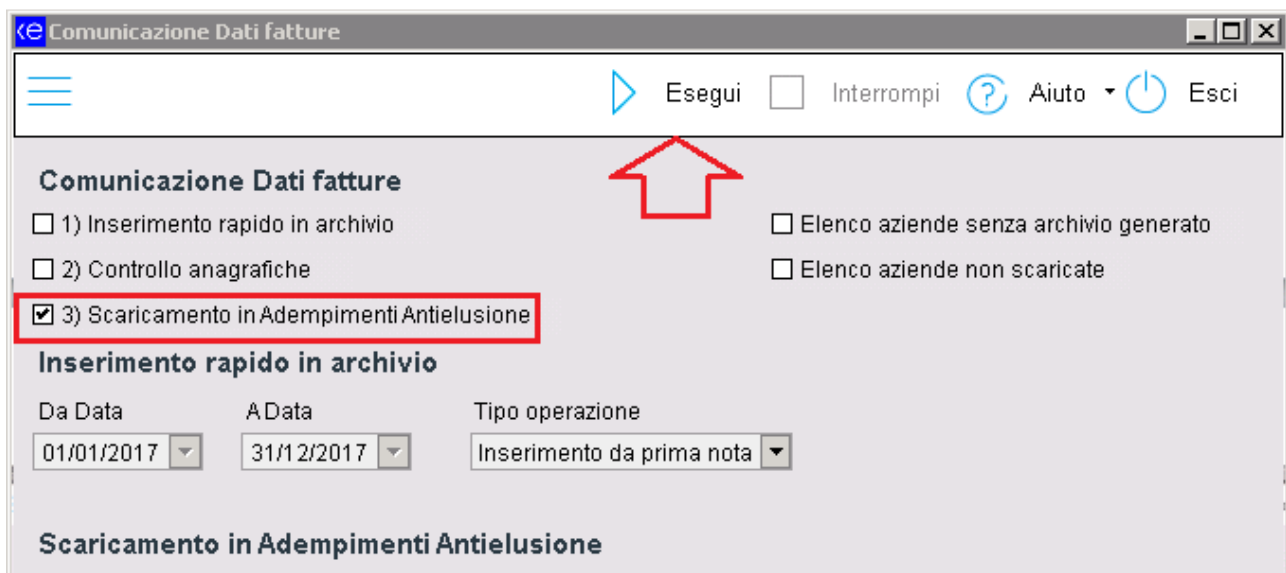 Comunicazione Dati fatture
Esegui Interrompi ? Aiuto Esci
Comunicazione Dati fatture
1) Inserimento rapido in archivio
Elenco aziende senza archivio generato
2) Controllo anagrafiche
Elenco aziende non scaricate
3) Scaricamento in Adempimenti Antielusione
Inserimento rapido in archivio
Da Data A Data Tipo operazione
01/01/2017 31/12/2017 Inserimento da prima nota
Scaricamento in Adempimenti Antielusione